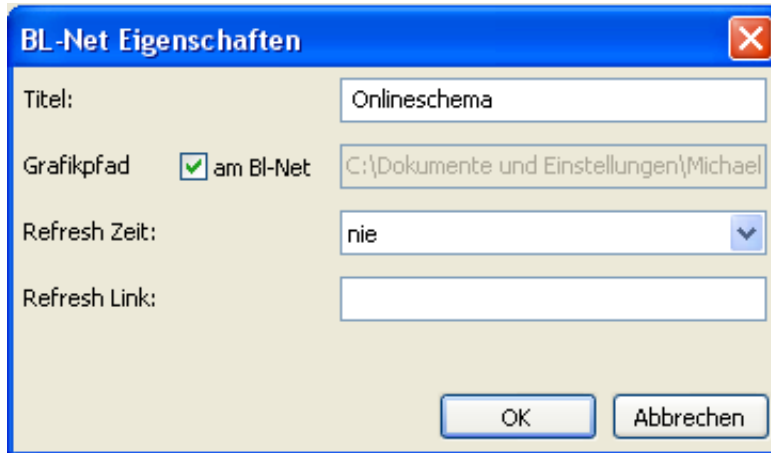 BL-Net Eigenschaften
Titel: Onlineschema
Grafikpfad am Bl-Net C:\Dokumente und Einstellungen\Michael
Refresh Zeit: nie
Refresh Link:
OK Abbrechen